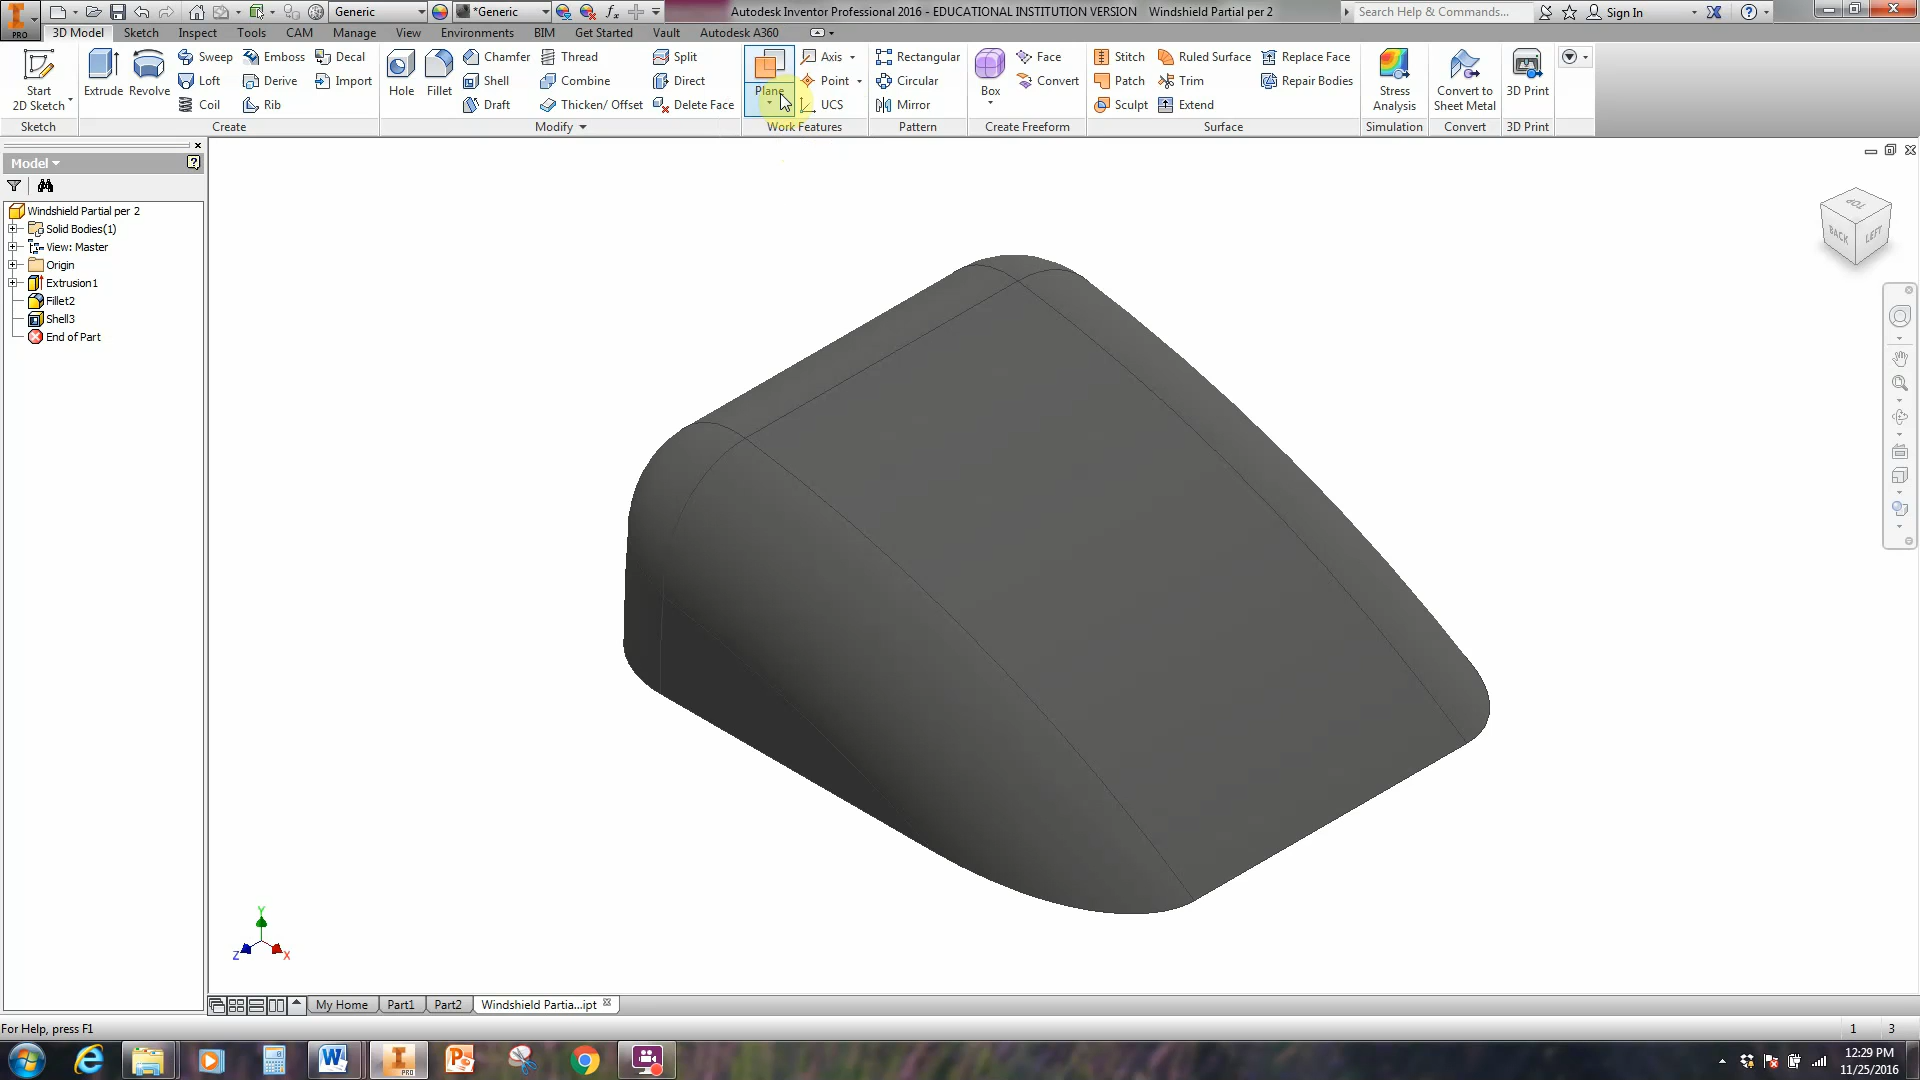 Generic
*Generic
Autodesk Inventor Professional 2016 - EDUCATIONAL INSTITUTION VERSION Windshield Partial per 2
Search Help & Commands...
Sign In
PRO
3D Model Sketch Inspect Tools CAM Manage View Environments BIM Get Started Vault Autodesk A360
Start
2D Sketch
Extrude
Revolve
Sweep
Emboss
Decal
Loft
Derive
Import
Coil
Rib
Hole
Fillet
Chamfer
Thread
Split
Shell
Combine
Direct
Draft
Thicken/ Offset
Delete Face
Plane
Axis
Point
UCS
Rectangular
Circular
Mirror
Box
Face
Convert
Stitch
Ruled Surface
Replace Face
Patch
Trim
Repair Bodies
Sculpt
Extend
Stress
Analysis
Convert to
Sheet Metal
3D Print
Sketch
Create
Modify
Work Features
Pattern
Create Freeform
Surface
Simulation
Convert
3D Print
Model
Windshield Partial per 2
Solid Bodies(1)
View: Master
Origin
Extrusion1
Fillet2
Shell3
End of Part
TOP
BACK
LEFT
Y
Z
X
My Home
Part1
Part2
Windshield Partia...ipt
For Help, press F1
1
3
PRO
12:29 PM
11/25/2016